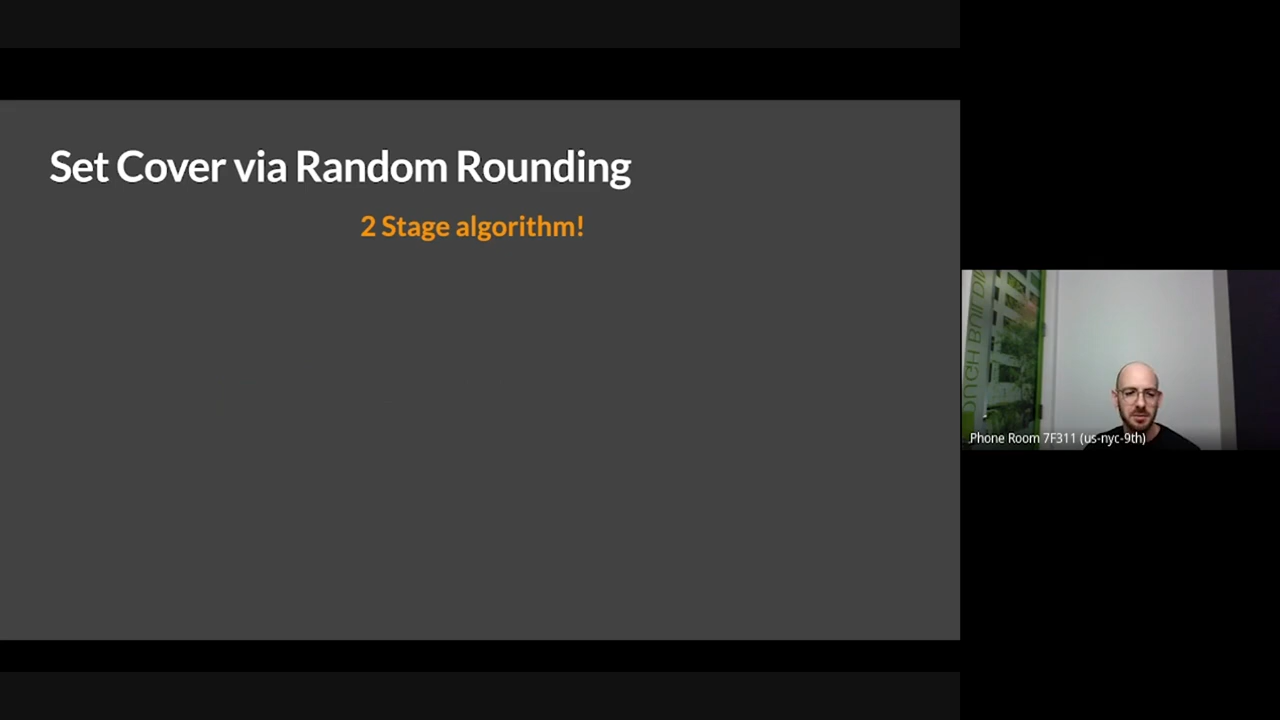 Set Cover via Random Rounding
2 Stage algorithm!
Phone Room 7F311 (us-nyc-9th)